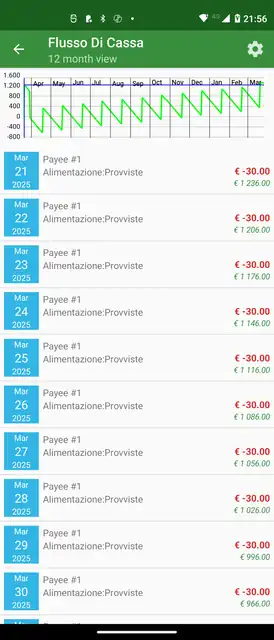 4G 21:56
Flusso Di Cassa
12 month view
1.600
1.200
800
400
0
-400
-800
Apr May Jun Jul Aug Sep Oct Nov Dec Jan Feb Mar
Mar
21
2025
Payee #1
Alimentazione:Provviste
€ -30.00
€ 1 236.00
Mar
22
2025
Payee #1
Alimentazione:Provviste
€ -30.00
€ 1 206.00
Mar
23
2025
Payee #1
Alimentazione:Provviste
€ -30.00
€ 1 176.00
Mar
24
2025
Payee #1
Alimentazione:Provviste
€ -30.00
€ 1 146.00
Mar
25
2025
Payee #1
Alimentazione:Provviste
€ -30.00
€ 1 116.00
Mar
26
2025
Payee #1
Alimentazione:Provviste
€ -30.00
€ 1 086.00
Mar
27
2025
Payee #1
Alimentazione:Provviste
€ -30.00
€ 1 056.00
Mar
28
2025
Payee #1
Alimentazione:Provviste
€ -30.00
€ 1 026.00
Mar
29
2025
Payee #1
Alimentazione:Provviste
€ -30.00
€ 996.00
Mar
30
2025
Payee #1
Alimentazione:Provviste
€ -30.00
€ 966.00